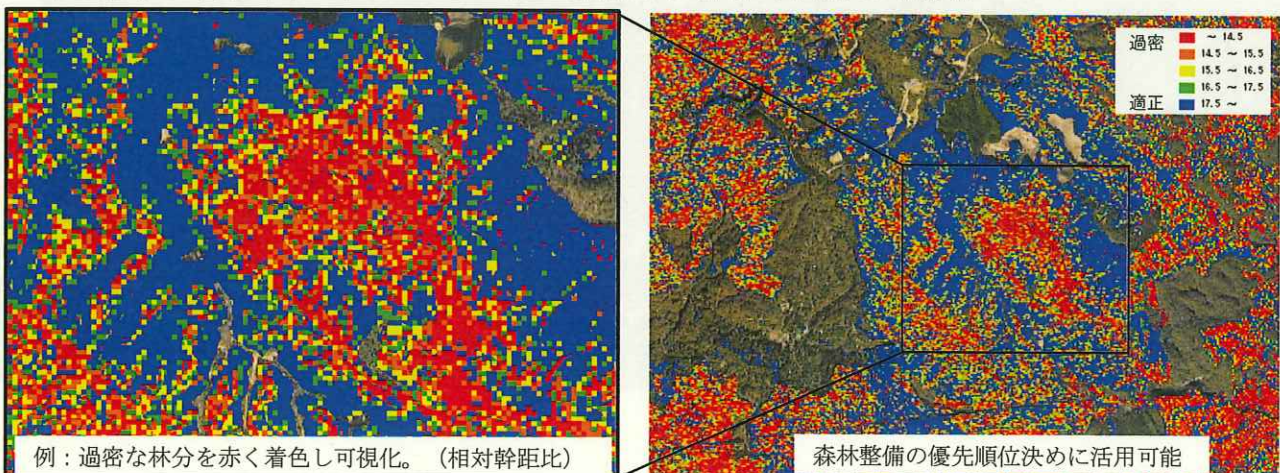 過密 ～ 14.5
14.5 ～ 15.5
15.5 ～ 16.5
16.5 ～ 17.5
適正 17.5 ～
例：過密な林分を赤く着色し可視化。（相対幹距比）
森林整備の優先順位決めに活用可能